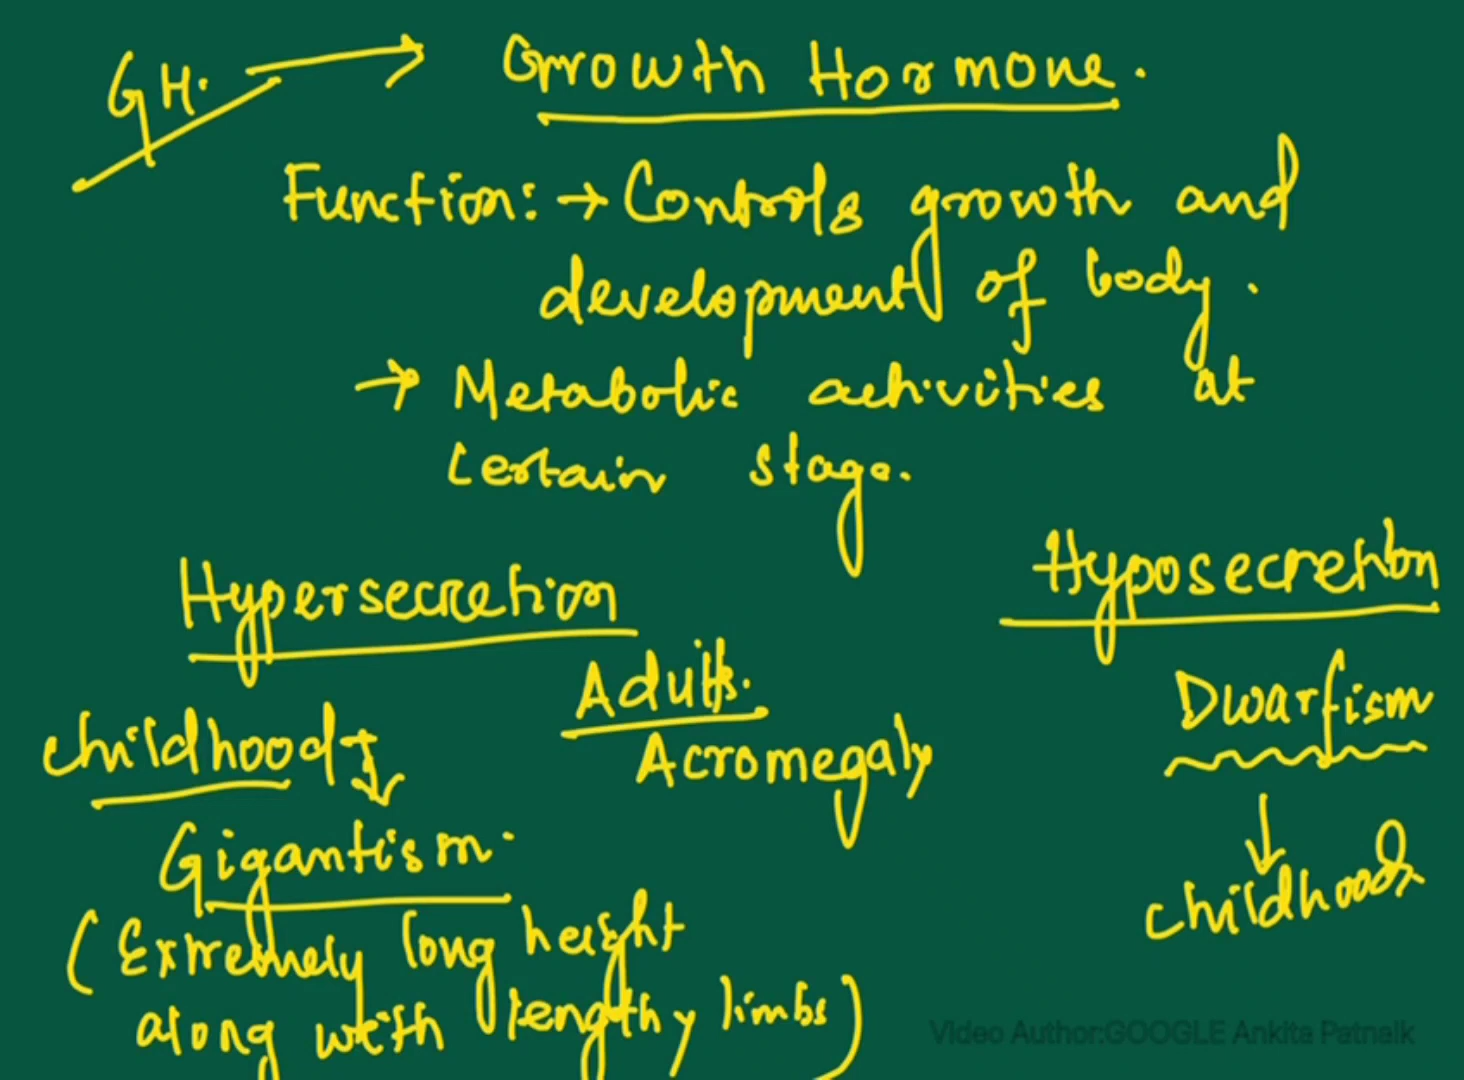 GH. → Growth Hormone.
Function: → Controls growth and
development of body.
→ Metabolic activities at
certain stage.
Hypersecretion
Hyposecretion
Adults.
Dwarfism
childhood
Acromegaly
Gigantism.
childhood
(Extremely long height
along with lengthy limbs)
Video Author:GOOGLE Ankita Patnaik